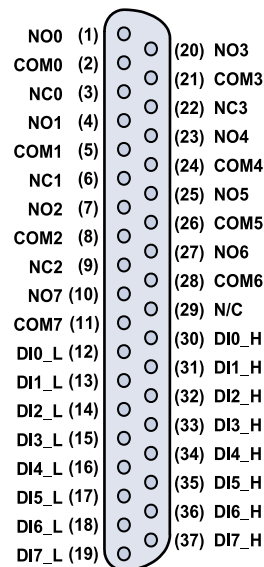 NO0 (1)
COM0 (2)
NC0 (3)
NO1 (4)
COM1 (5)
NC1 (6)
NO2 (7)
COM2 (8)
NC2 (9)
NO7 (10)
COM7 (11)
DI0_L (12)
DI1_L (13)
DI2_L (14)
DI3_L (15)
DI4_L (16)
DI5_L (17)
DI6_L (18)
DI7_L (19)
(20) NO3
(21) COM3
(22) NC3
(23) NO4
(24) COM4
(25) NO5
(26) COM5
(27) NO6
(28) COM6
(29) N/C
(30) DI0_H
(31) DI1_H
(32) DI2_H
(33) DI3_H
(34) DI4_H
(35) DI5_H
(36) DI6_H
(37) DI7_H